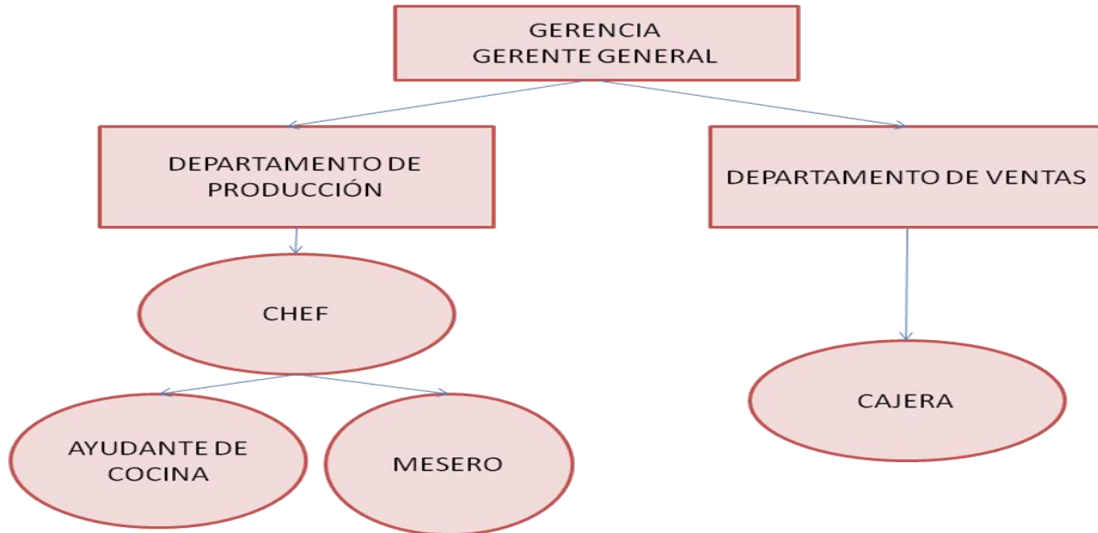 GERENCIA
GERENTE GENERAL
DEPARTAMENTO DE
PRODUCCIÓN
DEPARTAMENTO DE VENTAS
CHEF
CAJERA
AYUDANTE DE
COCINA
MESERO